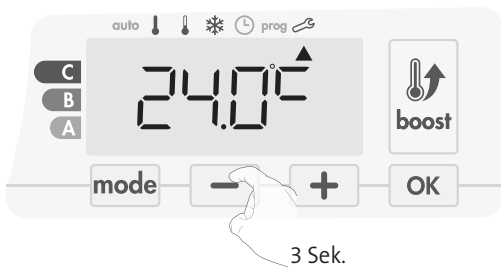 auto prog
C
B
A
24.0°C
boost
mode − + OK
3 Sek.